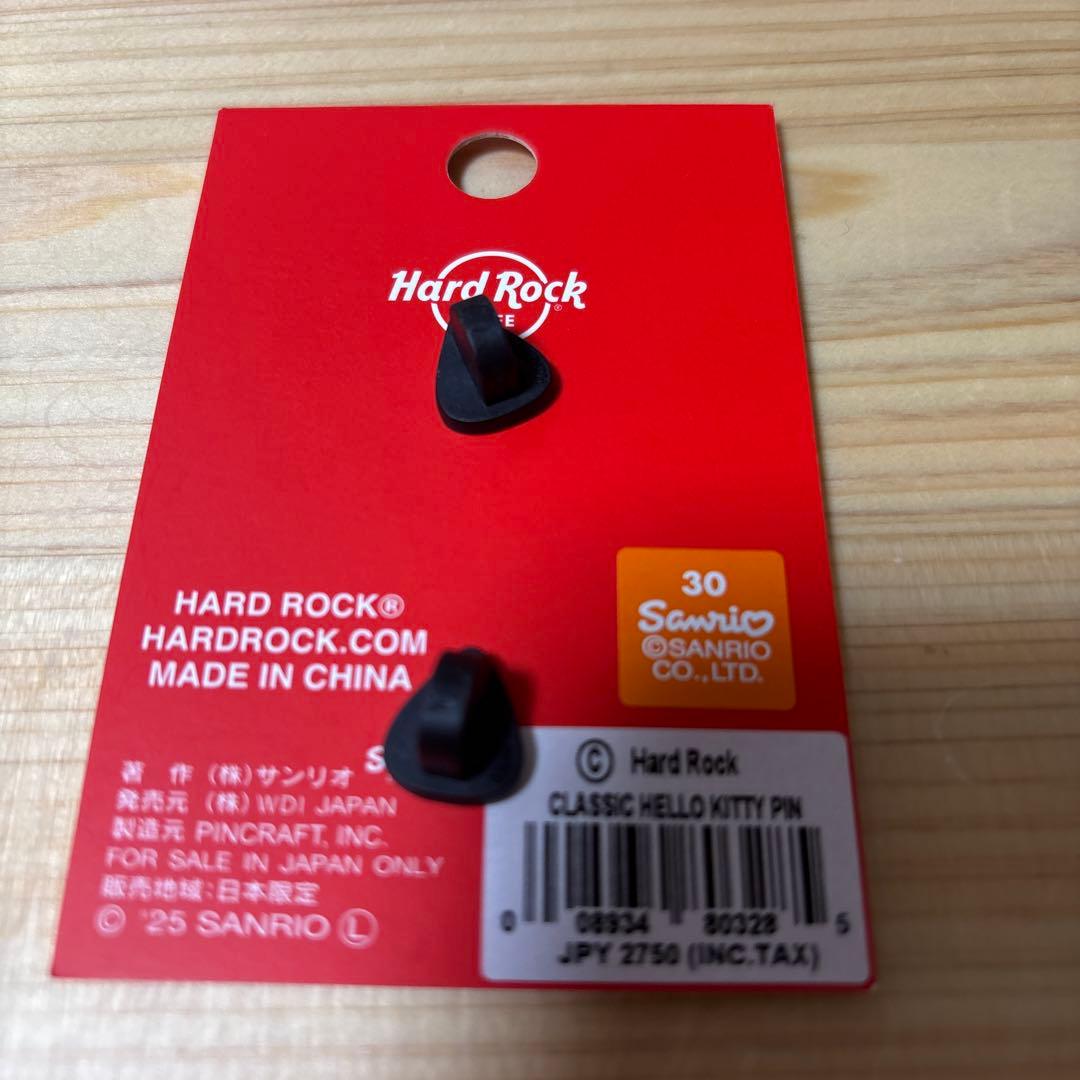 Hard Rock®
HARD ROCK®
HARDROCK.COM
MADE IN CHINA
30
Sanrio
©SANRIO
CO.,LTD.
著 作 (株)サンリオ
発売元 (株)WDI JAPAN
製造元 PINCRAFT, INC.
FOR SALE IN JAPAN ONLY
販売地域:日本限定
© '25 SANRIO Ⓛ
© Hard Rock
CLASSIC HELLO KITTY PIN
0 08934 80328 5
JPY 2750 (INC.TAX)